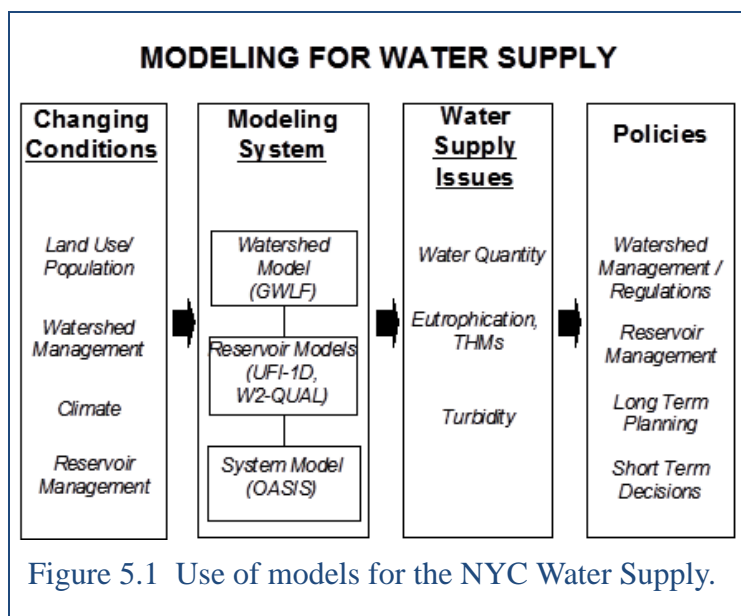 MODELING FOR WATER SUPPLY
Changing
Conditions
Land Use/
Population
Watershed
Management
Climate
Reservoir
Management
Modeling
System
Watershed
Model
(GWLF)
Reservoir Models
(UFI-1D,
W2-QUAL)
System Model
(OASIS)
Water
Supply
Issues
Water Quantity
Eutrophication,
THMs
Turbidity
Policies
Watershed
Management /
Regulations
Reservoir
Management
Long Term
Planning
Short Term
Decisions
Figure 5.1 Use of models for the NYC Water Supply.